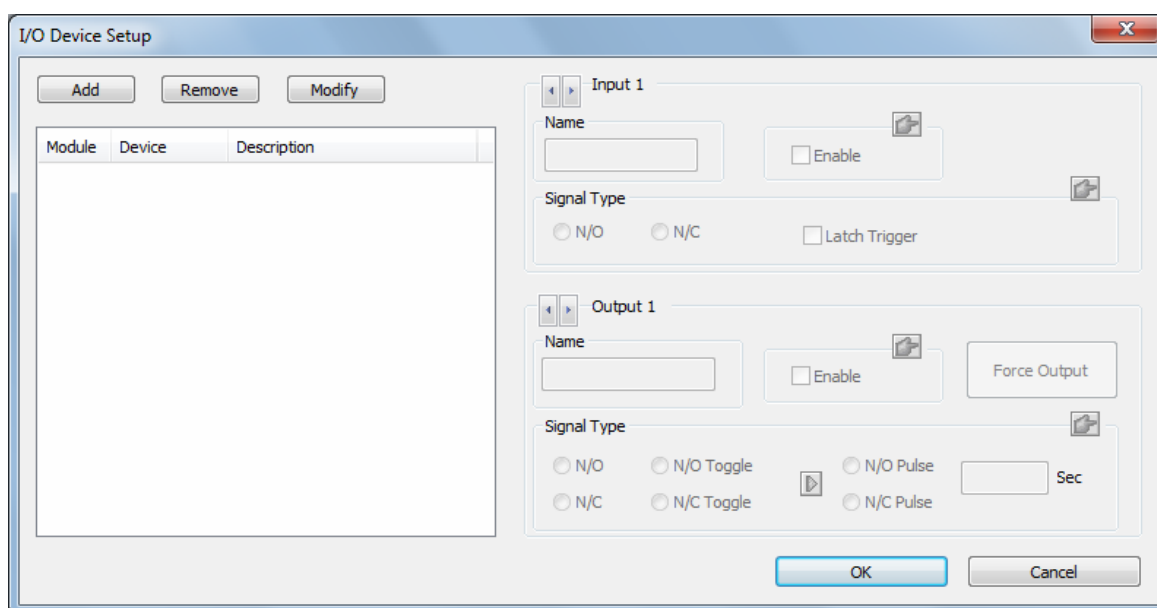 I/O Device Setup
x
Add Remove Modify
Module Device Description
Input 1
Name
Enable
Signal Type
N/O N/C Latch Trigger
Output 1
Name
Enable
Force Output
Signal Type
N/O N/O Toggle N/O Pulse
Sec
N/C N/C Toggle N/C Pulse
OK Cancel